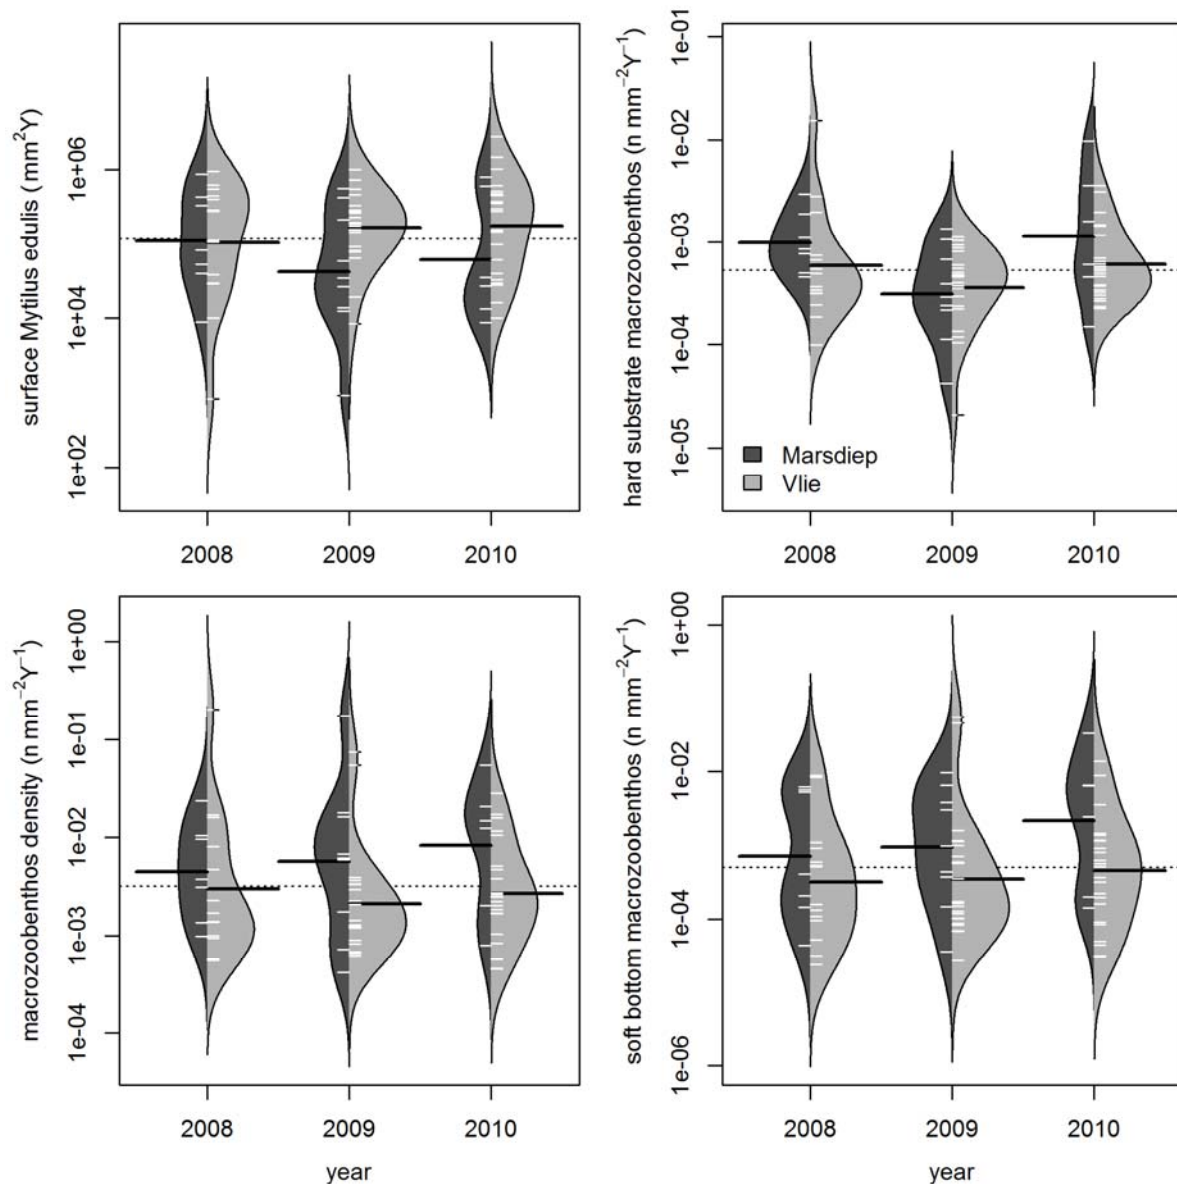 surface Mytilus edulis (mm²Y)
1e+06
1e+04
1e+02
2008 2009 2010
hard substrate macrozoobenthos (n mm⁻²Y⁻¹)
1e-01
1e-02
1e-03
1e-04
1e-05
Marsdiep
Vlie
2008 2009 2010
macrozoobenthos density (n mm⁻²Y⁻¹)
1e+00
1e-01
1e-02
1e-03
1e-04
2008 2009 2010
year
soft bottom macrozoobenthos (n mm⁻²Y⁻¹)
1e+00
1e-02
1e-04
1e-06
2008 2009 2010
year